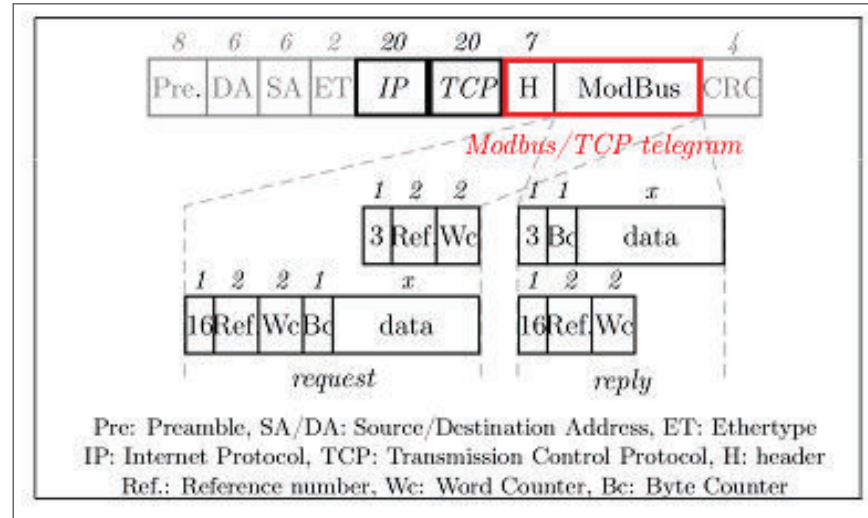 8 6 6 2 20 20 7 4
Pre. DA SA ET IP TCP H ModBus CRC
Modbus/TCP telegram
1 2 2 1 1 x
3 Ref. Wc 3 Bc data
1 2 2 1 x 1 2 2
16 Ref. Wc Bc data 16 Ref. Wc
request reply
Pre: Preamble, SA/DA: Source/Destination Address, ET: Ethertype
IP: Internet Protocol, TCP: Transmission Control Protocol, H: header
Ref.: Reference number, Wc: Word Counter, Bc: Byte Counter